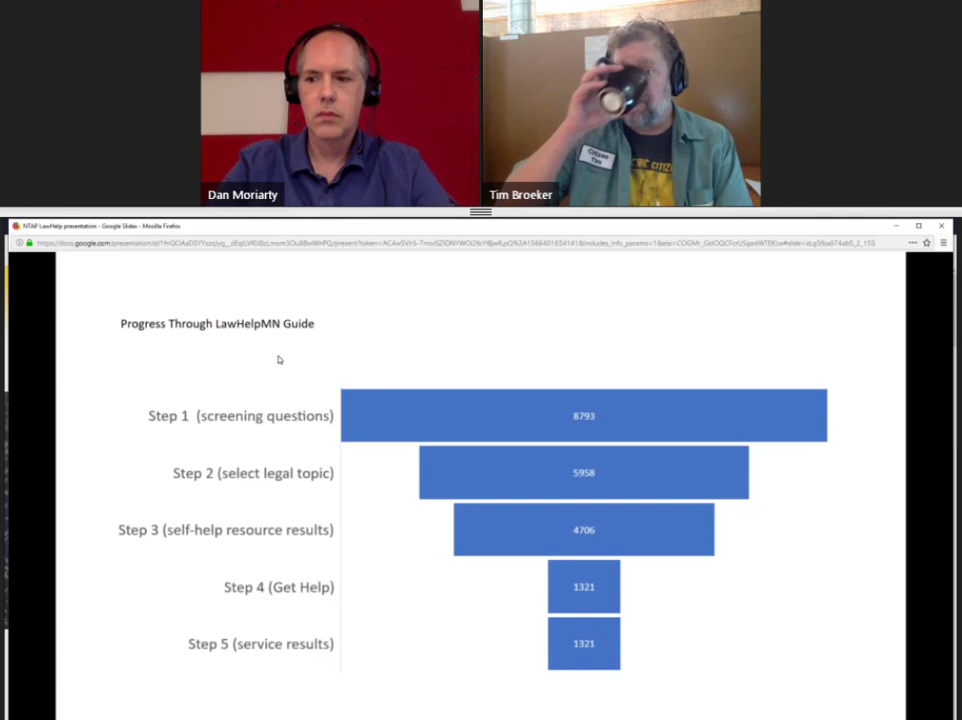 Dan Moriarty
Tim Broeker
Citizen
Tim
NTAP LawHelp presentation - Google Slides - Mozilla Firefox
Progress Through LawHelpMN Guide
Step 1 (screening questions)
8793
Step 2 (select legal topic)
5958
Step 3 (self-help resource results)
4706
Step 4 (Get Help)
1321
Step 5 (service results)
1321